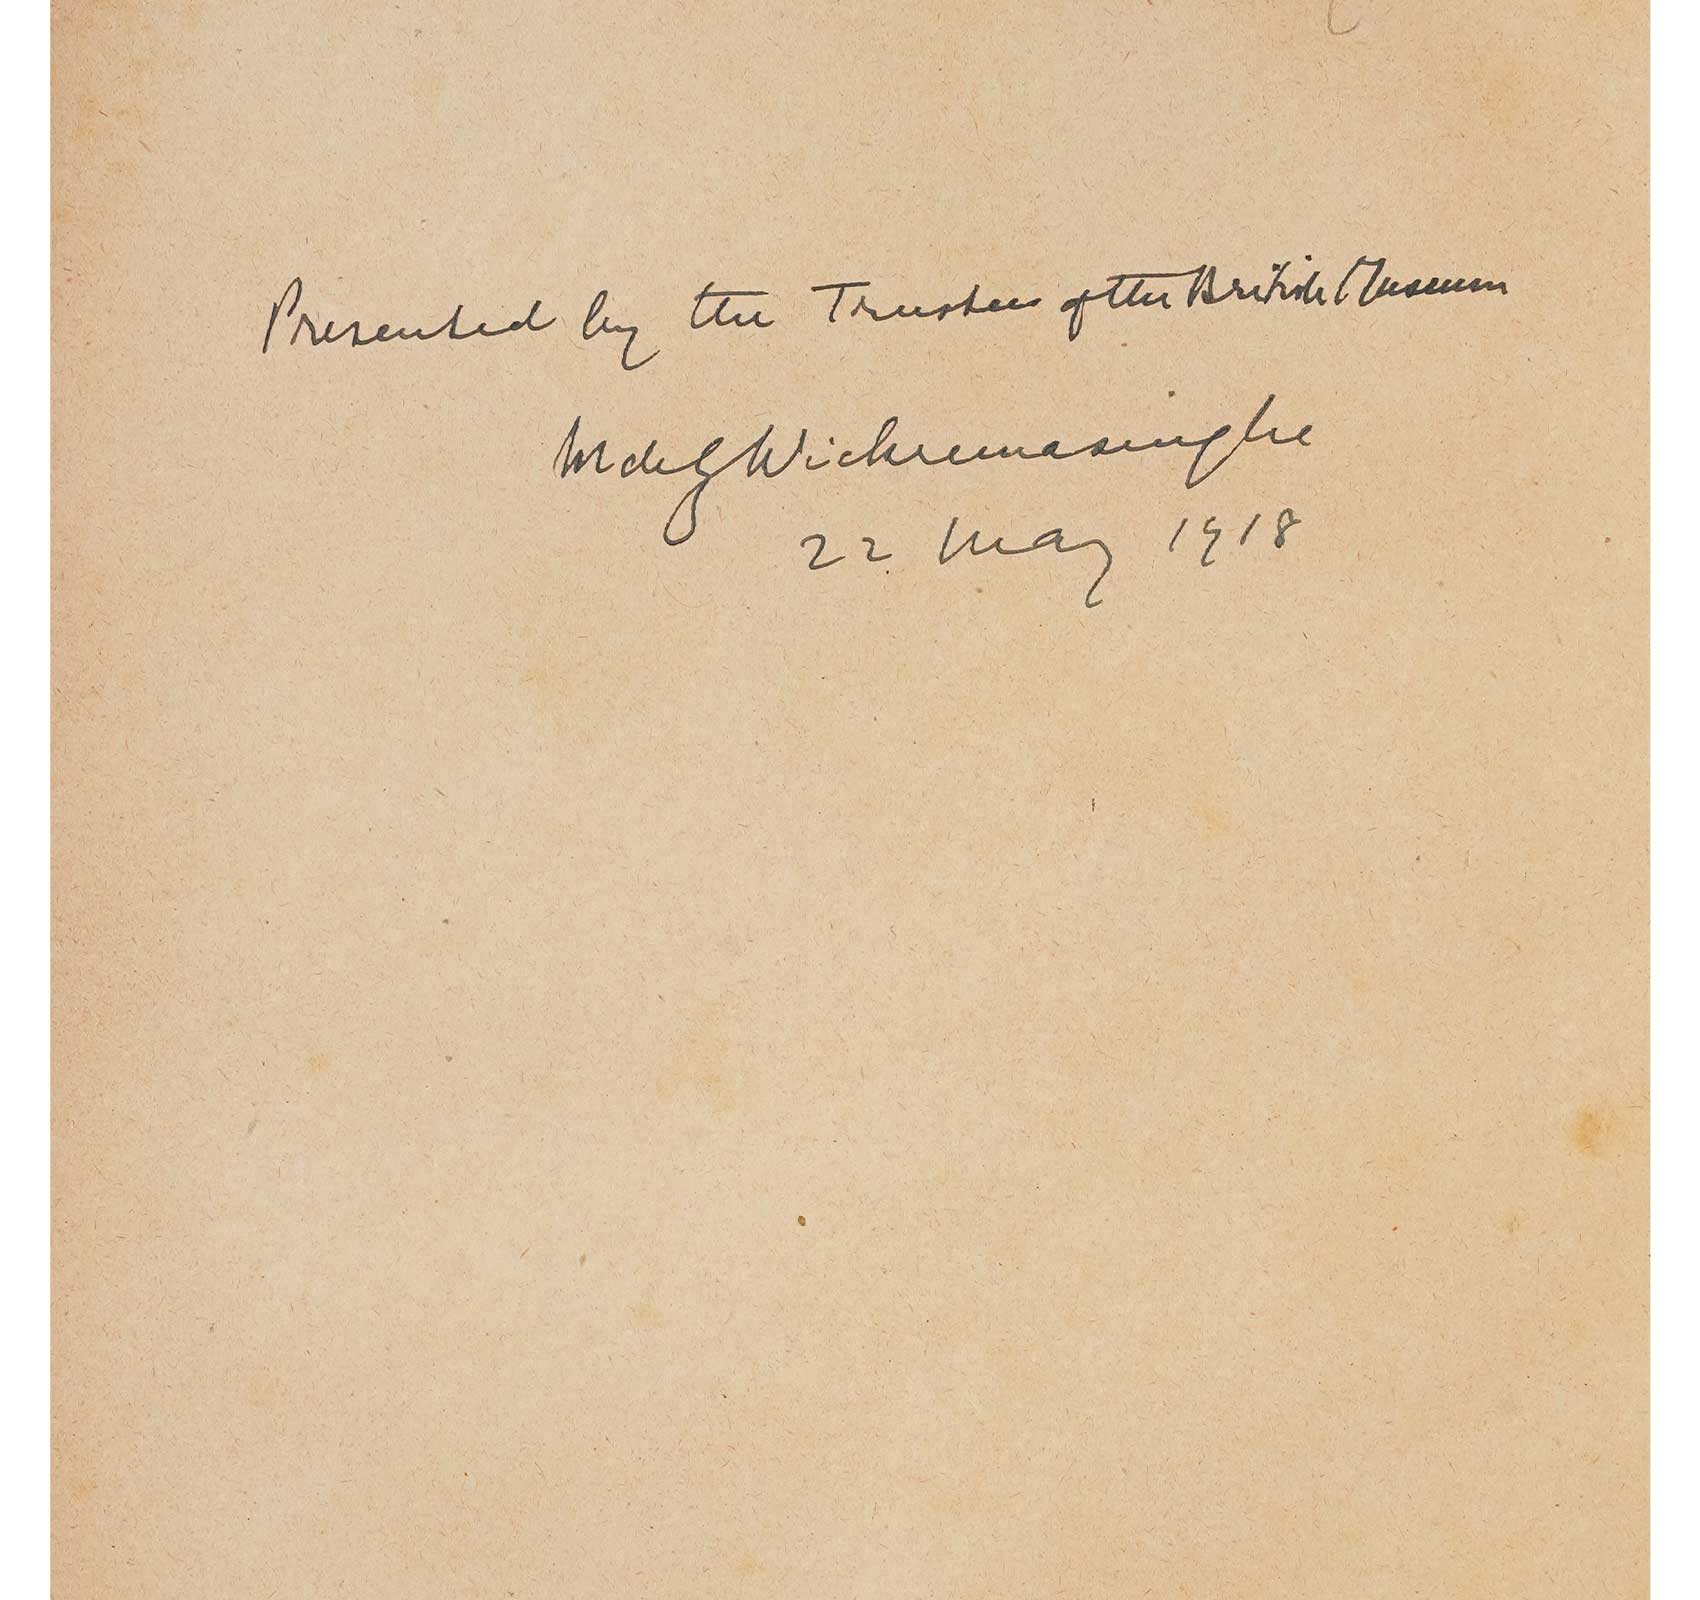 Presented by the Trustees of the British Museum
M de Z Wickremasinghe
22 May 1918